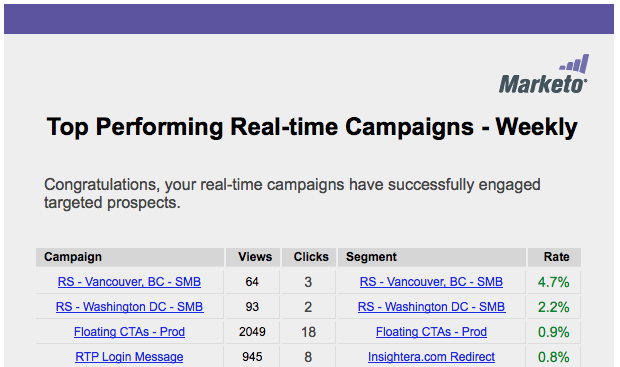 Marketo
Top Performing Real-time Campaigns - Weekly
Congratulations, your real-time campaigns have successfully engaged
targeted prospects.
Campaign Views Clicks Segment Rate
RS - Vancouver, BC - SMB 64 3 RS - Vancouver, BC - SMB 4.7%
RS - Washington DC - SMB 93 2 RS - Washington DC - SMB 2.2%
Floating CTAs - Prod 2049 18 Floating CTAs - Prod 0.9%
RTP Login Message 945 8 Insightera.com Redirect 0.8%